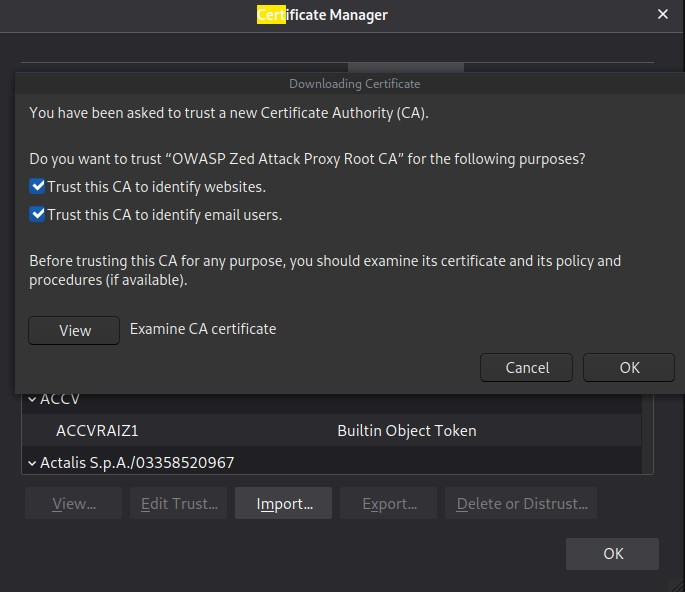 Certificate Manager
Downloading Certificate
You have been asked to trust a new Certificate Authority (CA).
Do you want to trust “OWASP Zed Attack Proxy Root CA” for the following purposes?
Trust this CA to identify websites.
Trust this CA to identify email users.
Before trusting this CA for any purpose, you should examine its certificate and its policy and
procedures (if available).
View Examine CA certificate
Cancel OK
ACCV
ACCVRAIZ1 Builtin Object Token
Actalis S.p.A./03358520967
View... Edit Trust... Import... Export... Delete or Distrust...
OK